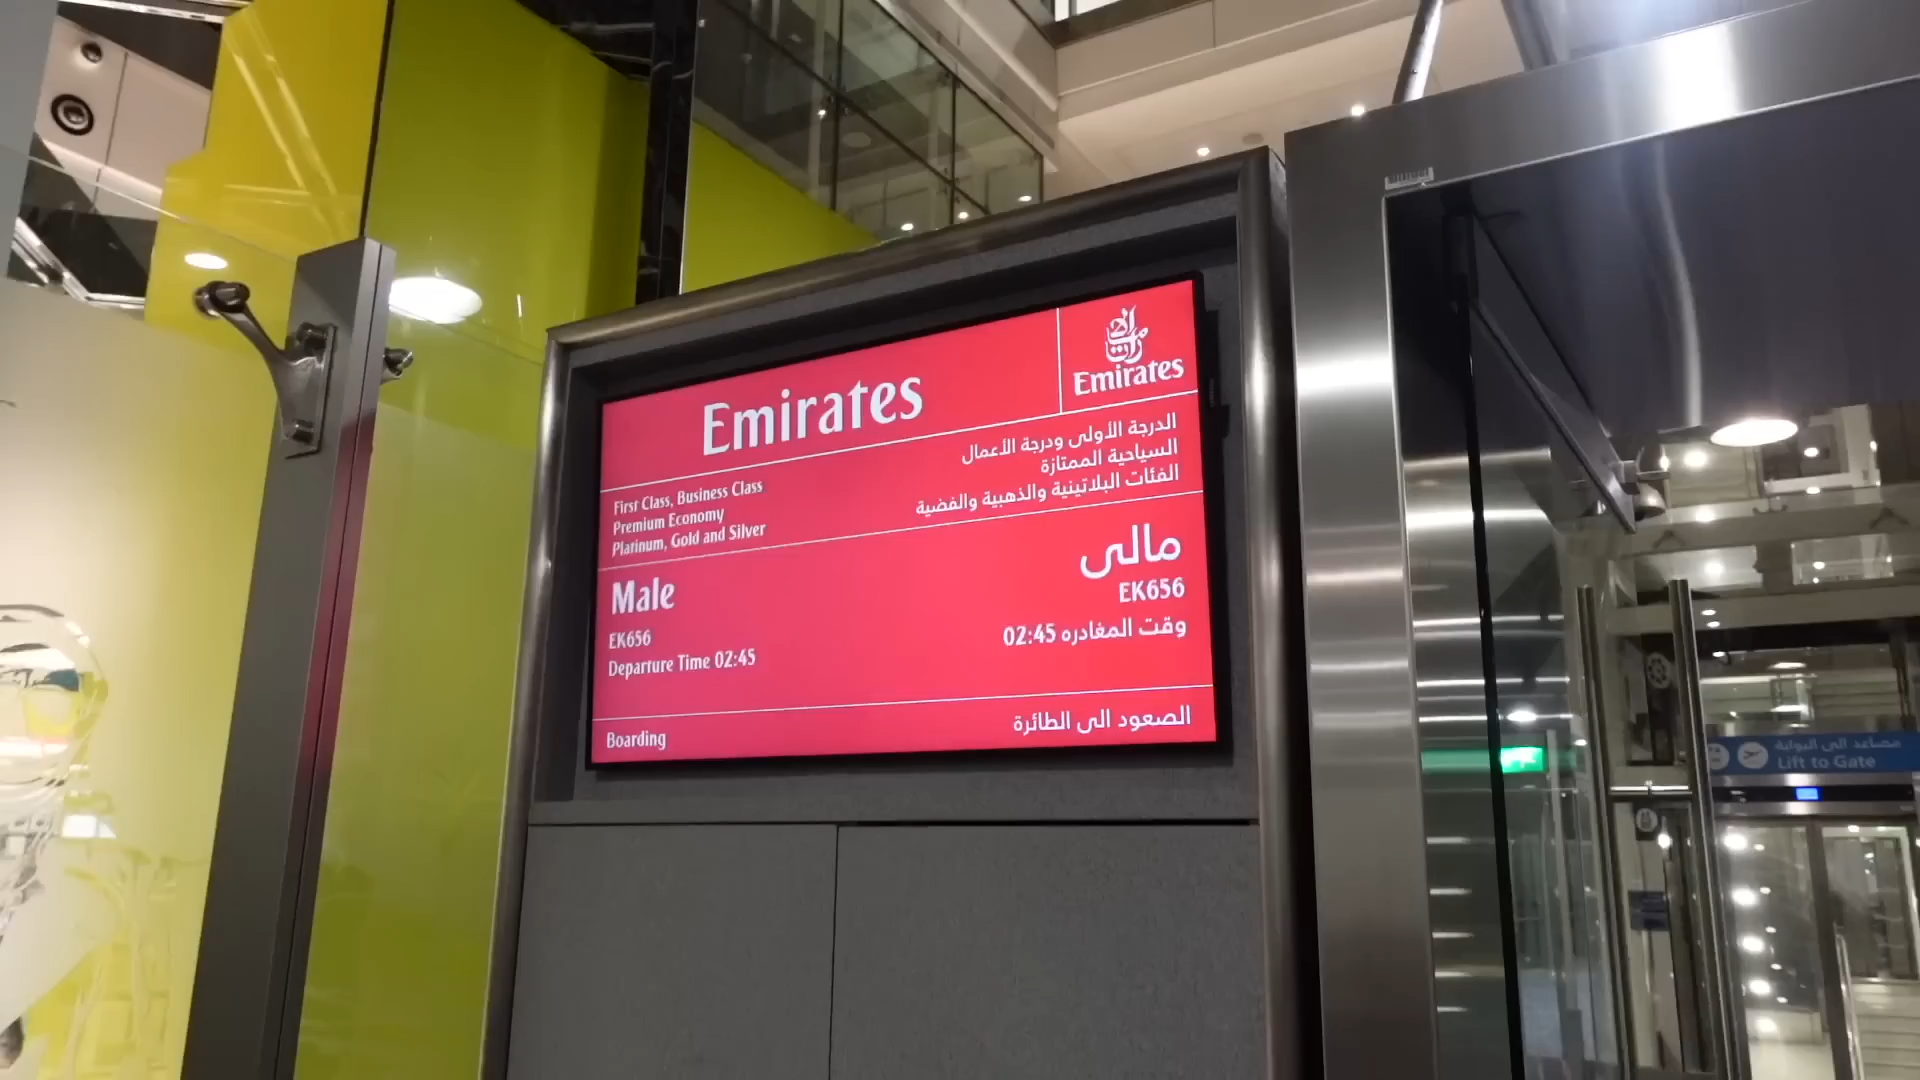 Emirates
Emirates
First Class, Business Class
Premium Economy
Platinum, Gold and Silver
الدرجة الأولى ودرجة الأعمال
السياحية الممتازة
الفئات البلاتينية والذهبية والفضية
Male
EK656
Departure Time 02:45
مالى
EK656
وقت المغادره 02:45
Boarding
الصعود الى الطائرة
مصاعد الى البوابة
Lift to Gate